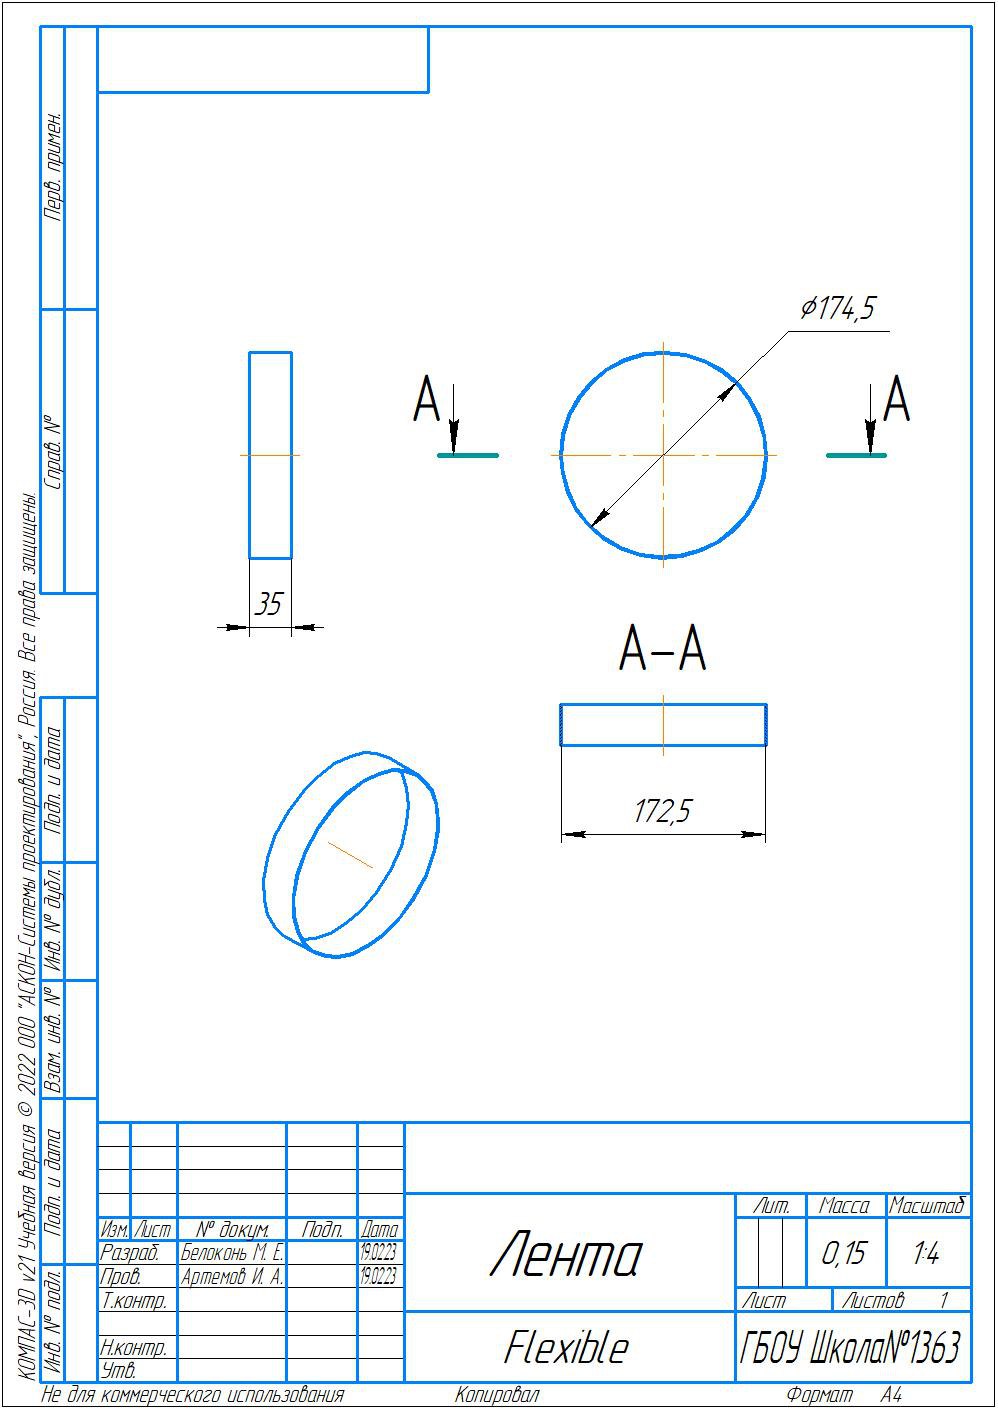 Перв. примен.
Справ. №
Подп. и дата
Инв. № дубл.
Взам. инв. №
Подп. и дата
Инв. № подл.
КОМПАС-3D v21 Учебная версия © 2022 ООО "АСКОН-Системы проектирования", Россия. Все права защищены.
⌀174,5
А
А
35
А-А
172,5
Изм. Лист № докум. Подп. Дата
Разраб. Белоконь М. Е. 19.02.23
Пров. Артемов И. А. 19.02.23
Т.контр.
Н.контр.
Утв.
Лента
Flexible
Лит. Масса Масштаб
0,15 1:4
Лист Листов 1
ГБОУ Школа№1363
Не для коммерческого использования Копировал Формат А4